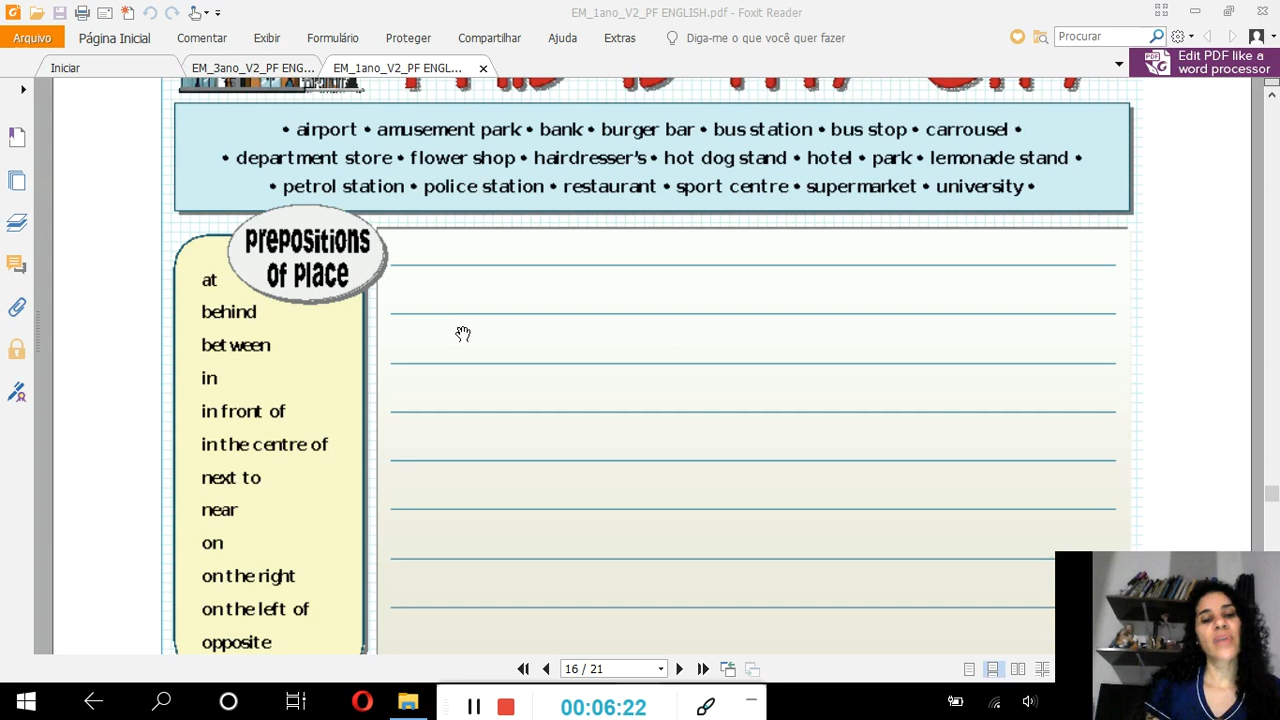 EM_1ano_V2_PF ENGLISH.pdf - Foxit Reader
Arquivo Página Inicial Comentar Exibir Formulário Proteger Compartilhar Ajuda Extras Diga-me o que você quer fazer Procurar
Iniciar EM_3ano_V2_PF ENG... EM_1ano_V2_PF ENGL... Edit PDF like a
word processor
• airport • amusement park • bank • burger bar • bus station • bus stop • carrousel •
• department store • flower shop • hairdresser's • hot dog stand • hotel • park • lemonade stand •
• petrol station • police station • restaurant • sport centre • supermarket • university •
prepositions
of place
at
behind
between
in
in front of
in the centre of
next to
near
on
on the right
on the left of
opposite
16 / 21
00:06:22